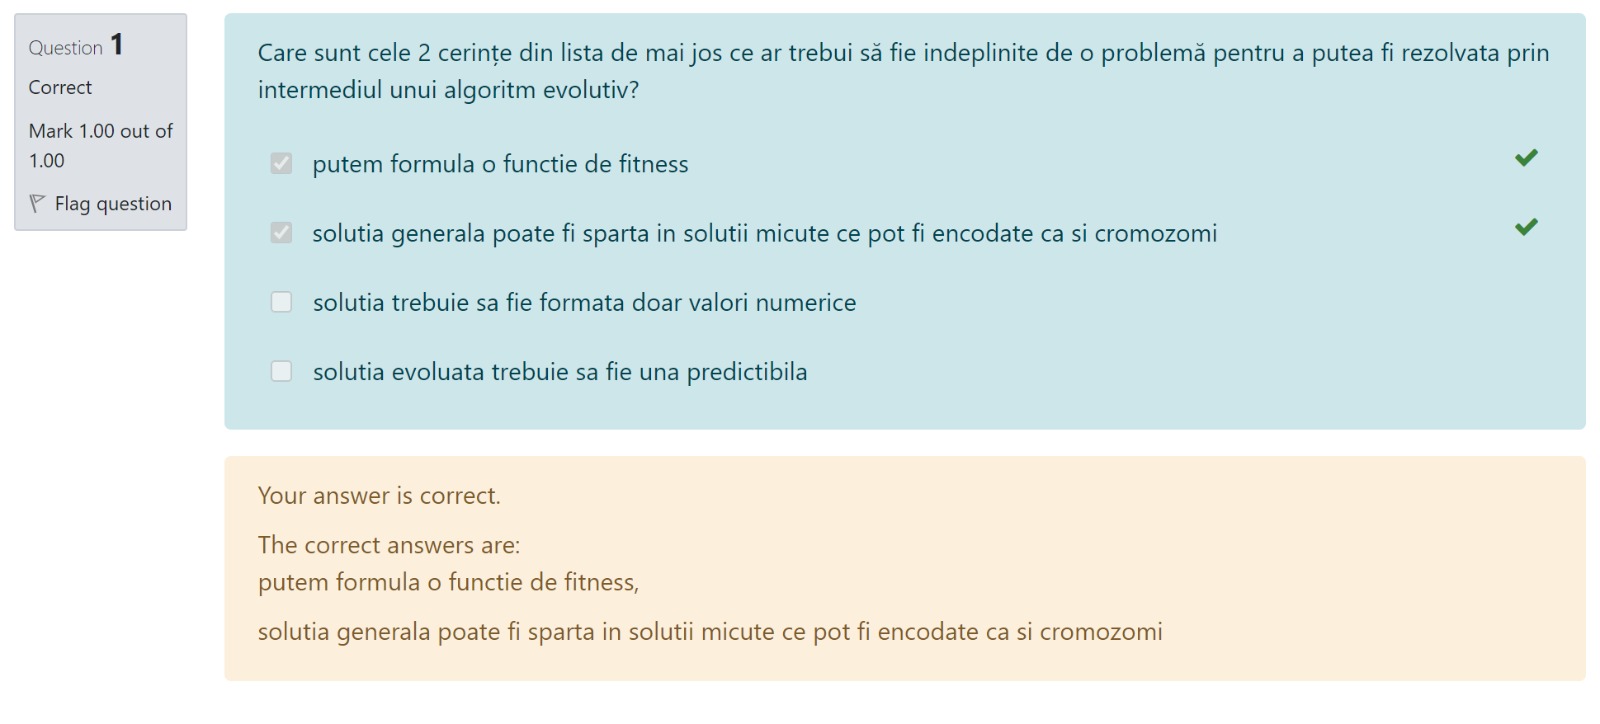 Question 1
Correct
Mark 1.00 out of
1.00
Flag question
Care sunt cele 2 cerințe din lista de mai jos ce ar trebui să fie indeplinite de o problemă pentru a putea fi rezolvata prin
intermediul unui algoritm evolutiv?
putem formula o functie de fitness
solutia generala poate fi sparta in solutii micute ce pot fi encodate ca si cromozomi
solutia trebuie sa fie formata doar valori numerice
solutia evoluata trebuie sa fie una predictibila
Your answer is correct.
The correct answers are:
putem formula o functie de fitness,
solutia generala poate fi sparta in solutii micute ce pot fi encodate ca si cromozomi